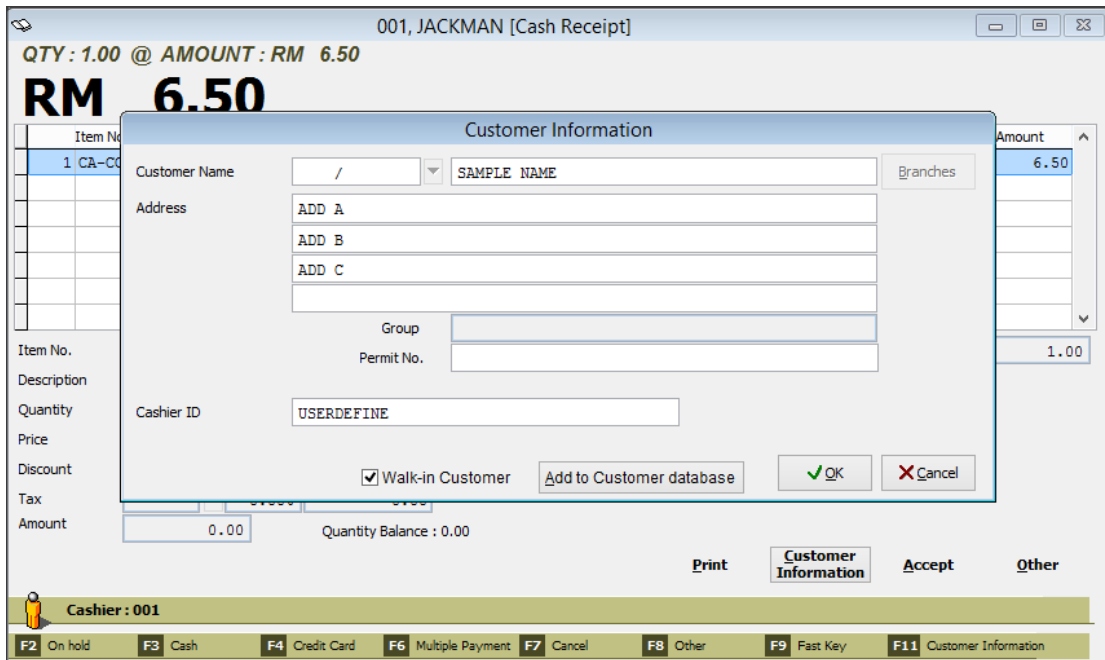 001, JACKMAN [Cash Receipt]
QTY : 1.00 @ AMOUNT : RM 6.50
RM 6.50
Item No Amount
1 CA-CO 6.50
Customer Information
Customer Name / SAMPLE NAME Branches
Address ADD A
ADD B
ADD C
Group
Permit No.
Cashier ID USERDEFINE
Walk-in Customer Add to Customer database OK Cancel
Item No. 1.00
Description
Quantity
Price
Discount
Tax
Amount 0.00 Quantity Balance : 0.00
Print Customer Information Accept Other
Cashier : 001
F2 On hold F3 Cash F4 Credit Card F6 Multiple Payment F7 Cancel F8 Other F9 Fast Key F11 Customer Information